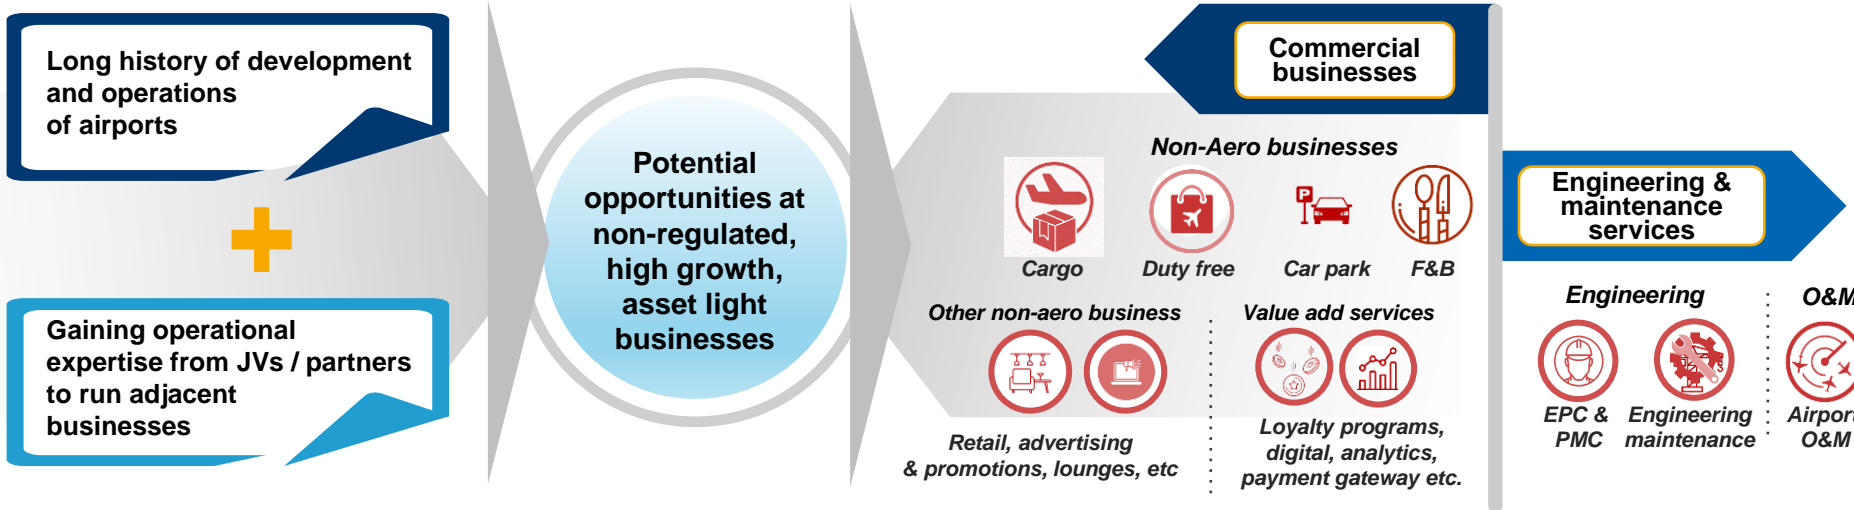 Long history of development
and operations
of airports
Gaining operational
expertise from JVs / partners
to run adjacent
businesses
Potential
opportunities at
non-regulated,
high growth,
asset light
businesses
Commercial
businesses
Non-Aero businesses
Cargo
Duty free
P
Car park
F&B
Other non-aero business
Retail, advertising
& promotions, lounges, etc
Value add services
Loyalty programs,
digital, analytics,
payment gateway etc.
Engineering &
maintenance
services
Engineering
EPC &
PMC
Engineering
maintenance
O&M
Airport
O&M